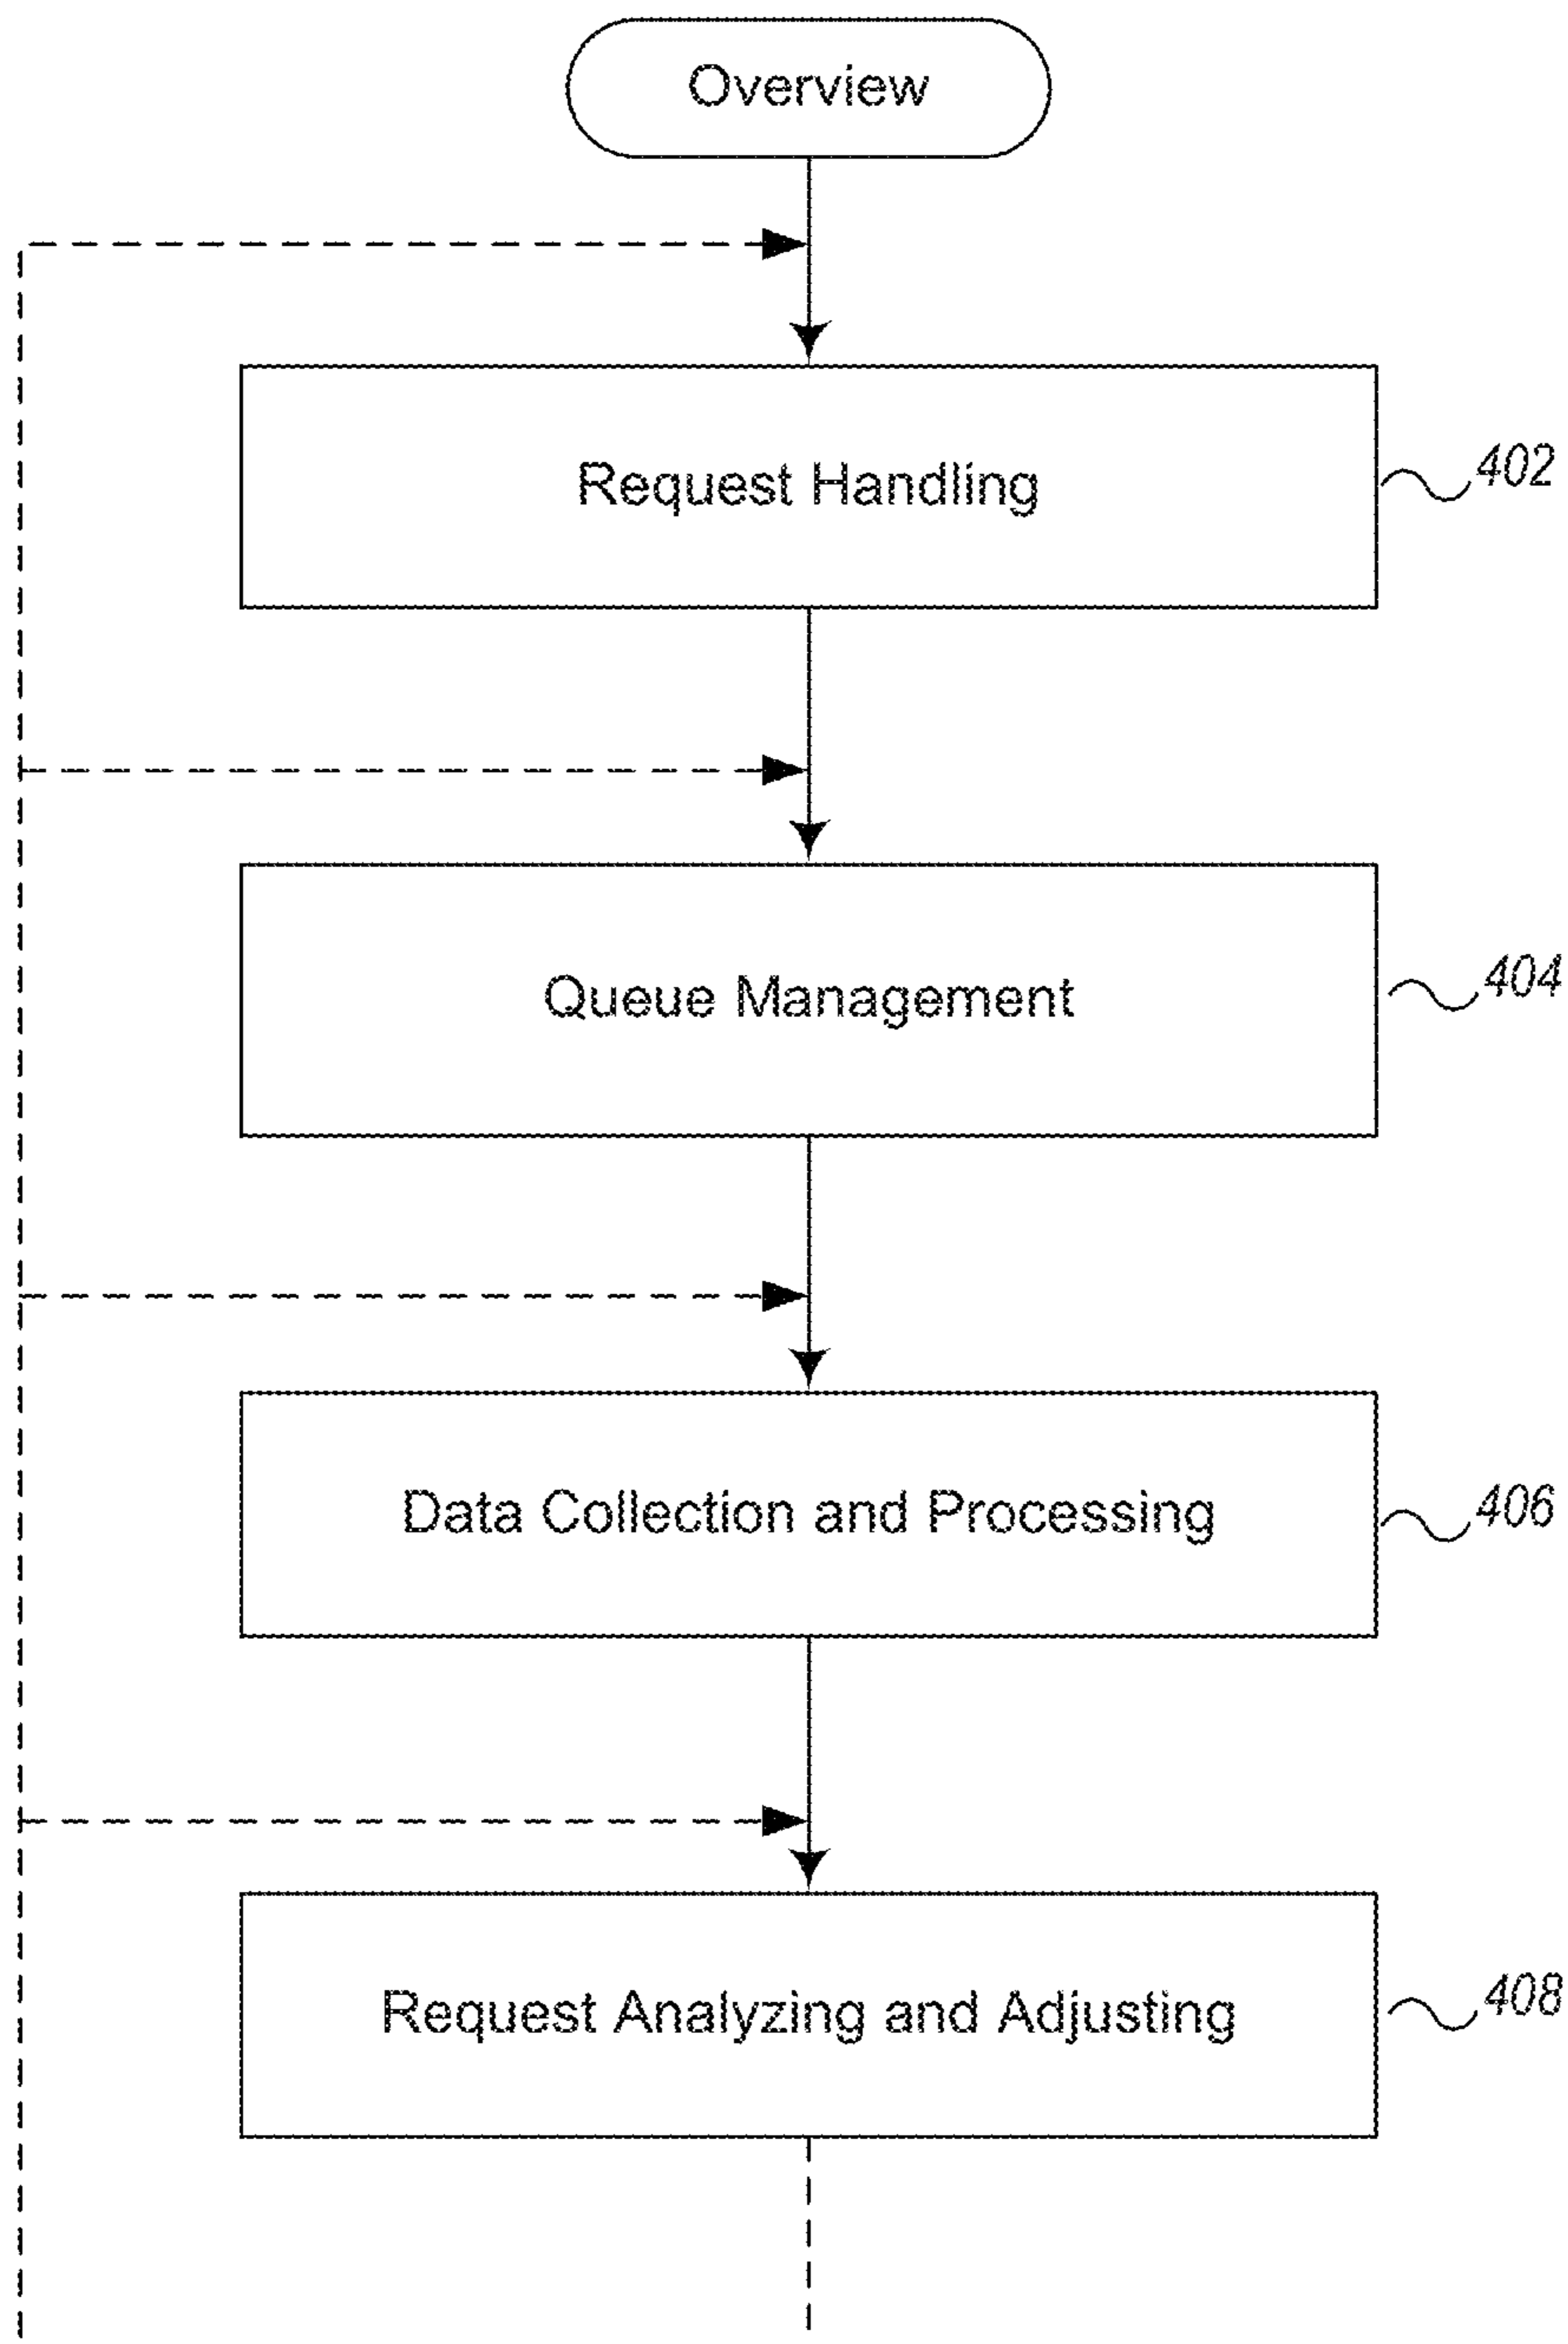 Overview
Request Handling
402
Queue Management
404
Data Collection and Processing
406
Request Analyzing and Adjusting
408